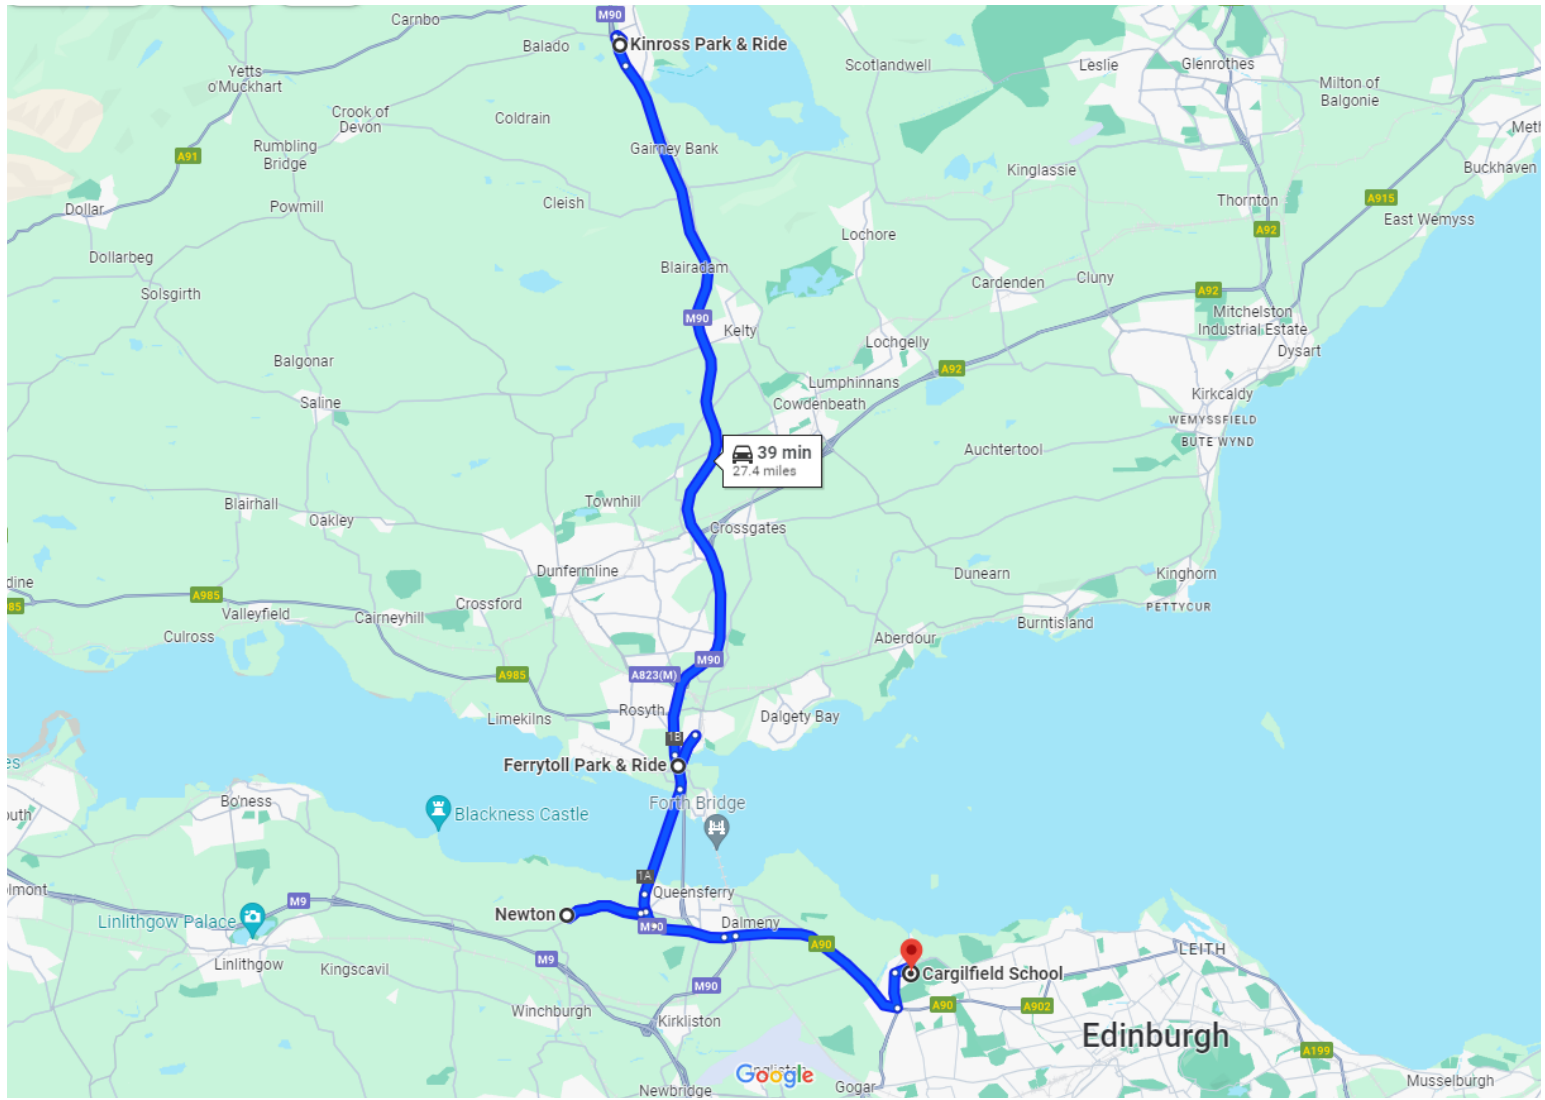 M90
Carnbo
Kinross Park & Ride
Balado
Scotlandwell
Leslie
Glenrothes
Yetts
o'Muckhart
Milton of
Balgonie
Crook of
Devon
Coldrain
Meth
A91
Rumbling
Bridge
Gairney Bank
Kinglassie
Buckhaven
Dollar
Powmill
Cleish
Thornton
A915
East Wemyss
A92
Lochore
Dollarbeg
Blairadam
Solsgirth
Cardenden
Cluny
A92
M90
Kelty
Mitchelston
Industrial Estate
Lochgelly
Dysart
Balgonar
A92
Lumphinnans
Saline
Cowdenbeath
Kirkcaldy
WEMYSSFIELD
BUTE WYND
39 min
27.4 miles
Auchtertool
Blairhall
Townhill
Oakley
Crossgates
dine
Dunfermline
Dunearn
Kinghorn
85
A985
Valleyfield
Crossford
PETTYCUR
Cairneyhill
Burntisland
Culross
Aberdour
M90
A985
A823(M)
Limekilns
Rosyth
Dalgety Bay
1B
es
Ferrytoll Park & Ride
Bo'ness
Forth Bridge
outh
Blackness Castle
1A
lmont
Queensferry
M9
Newton
Linlithgow Palace
M90
Dalmeny
A90
LEITH
M9
Linlithgow
Kingscavil
Cargilfield School
M90
A90
A902
Winchburgh
Kirkliston
Edinburgh
A199
Google
Newbridge
Gogar
Musselburgh